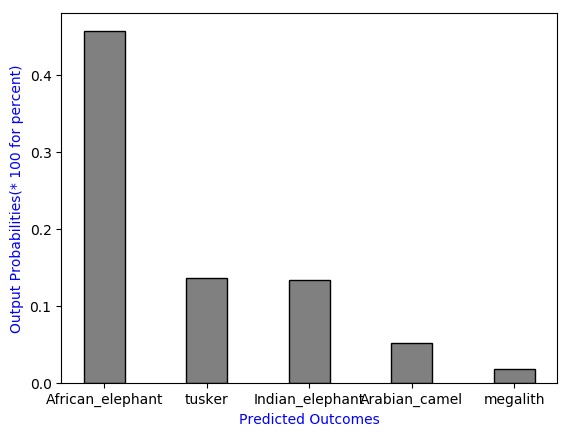 Output Probabilities(* 100 for percent)
0.4
0.3
0.2
0.1
0.0
African_elephant tusker Indian_elephant Arabian_camel megalith
Predicted Outcomes